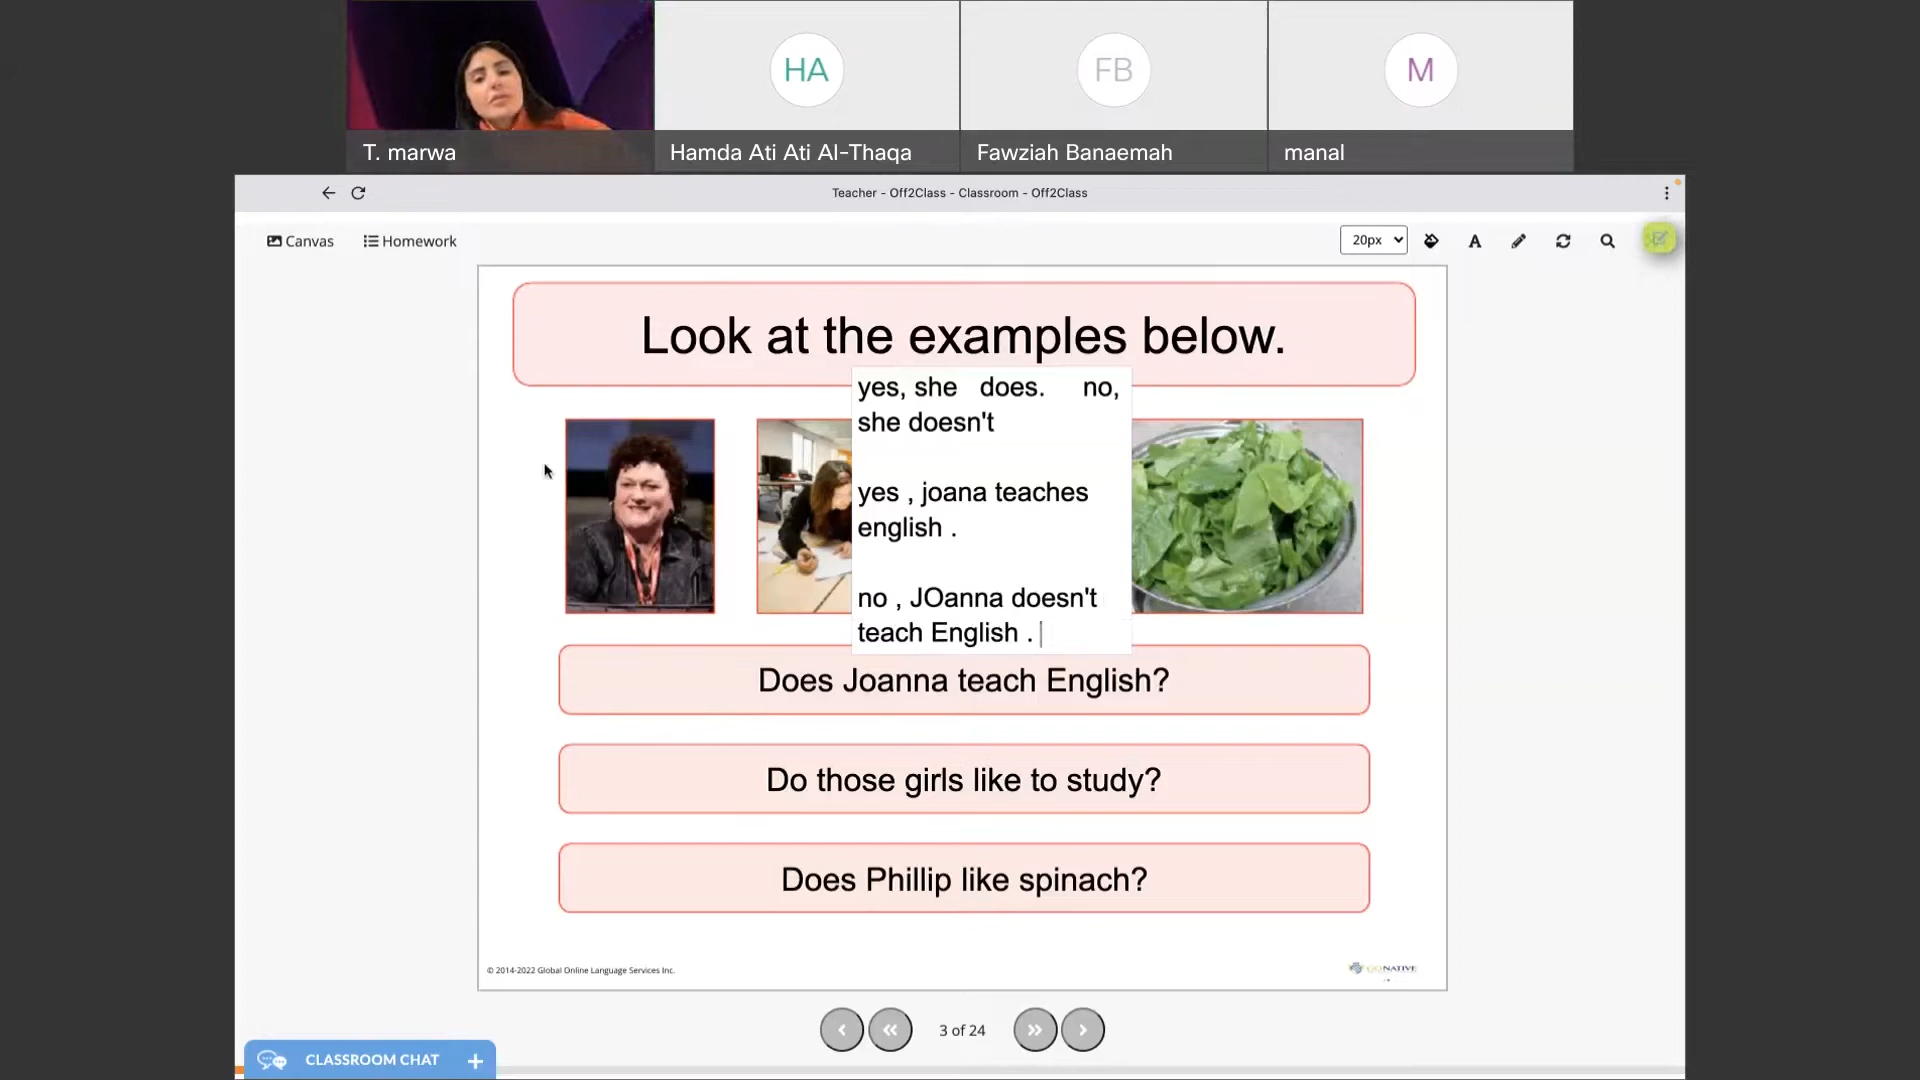 HA
FB
M
T. marwa
Hamda Ati Ati Al-Thaqa
Fawziah Banaemah
manal
Teacher - Off2Class - Classroom - Off2Class
Canvas
Homework
20px
A
Look at the examples below.
yes, she does. no,
she doesn't
yes , joana teaches
english .
no , JOanna doesn't
teach English .
Does Joanna teach English?
Do those girls like to study?
Does Phillip like spinach?
© 2014-2022 Global Online Language Services Inc.
GONATIVE
3 of 24
CLASSROOM CHAT